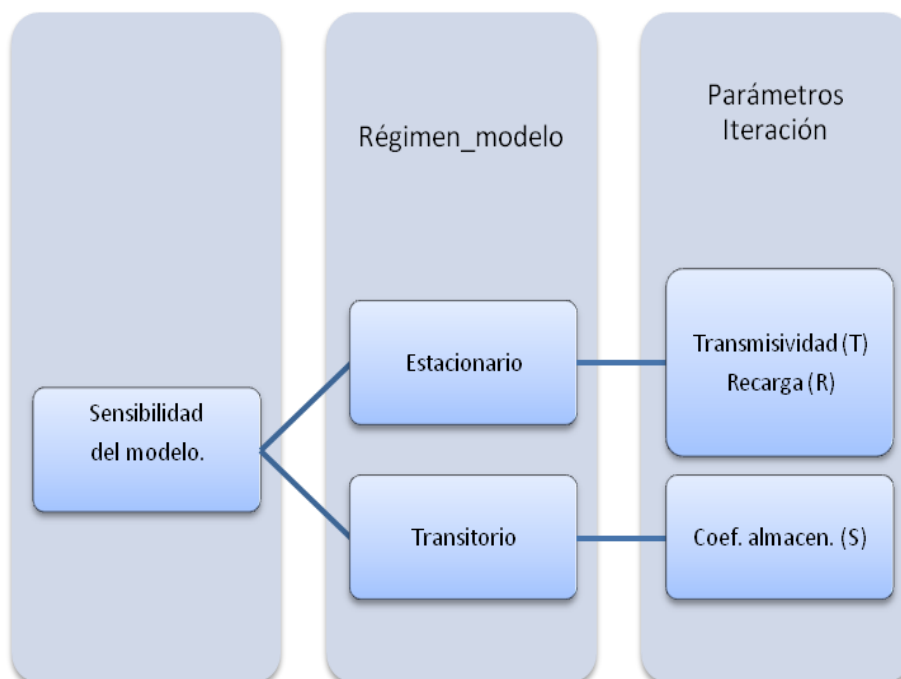 Régimen_modelo
Parámetros
Iteración
Sensibilidad
del modelo.
Estacionario
Transmisividad (T)
Recarga (R)
Transitorio
Coef. almacen. (S)